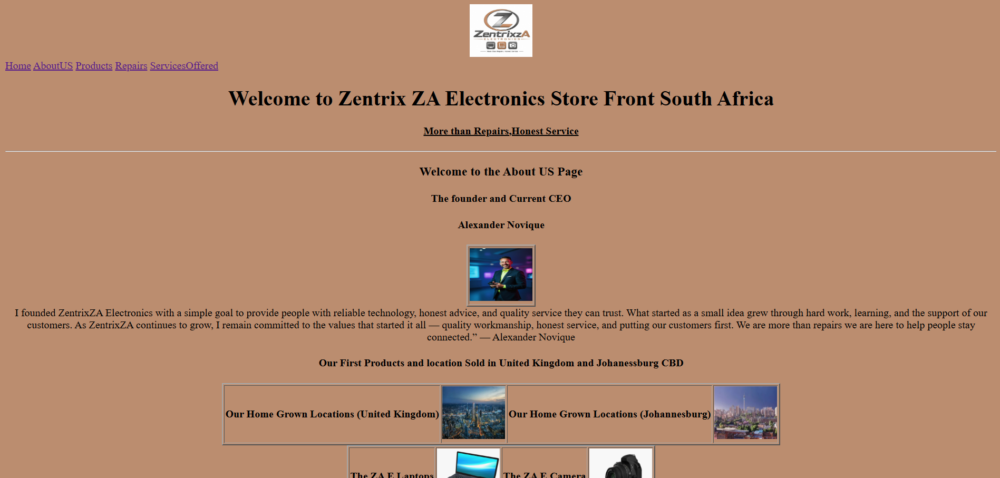 Z
ZentrixzA
ELECTRONICS
More than Repairs, Honest Service
Home AboutUS Products Repairs ServicesOffered
Welcome to Zentrix ZA Electronics Store Front South Africa
More than Repairs,Honest Service
Welcome to the About US Page
The founder and Current CEO
Alexander Novique
I founded ZentrixZA Electronics with a simple goal to provide people with reliable technology, honest advice, and quality service they can trust. What started as a small idea grew through hard work, learning, and the support of our
customers. As ZentrixZA continues to grow, I remain committed to the values that started it all — quality workmanship, honest service, and putting our customers first. We are more than repairs we are here to help people stay
connected.” — Alexander Novique
Our First Products and location Sold in United Kingdom and Johanessburg CBD
Our Home Grown Locations (United Kingdom) Our Home Grown Locations (Johannesburg)
The ZA E Laptops The ZA E Camera